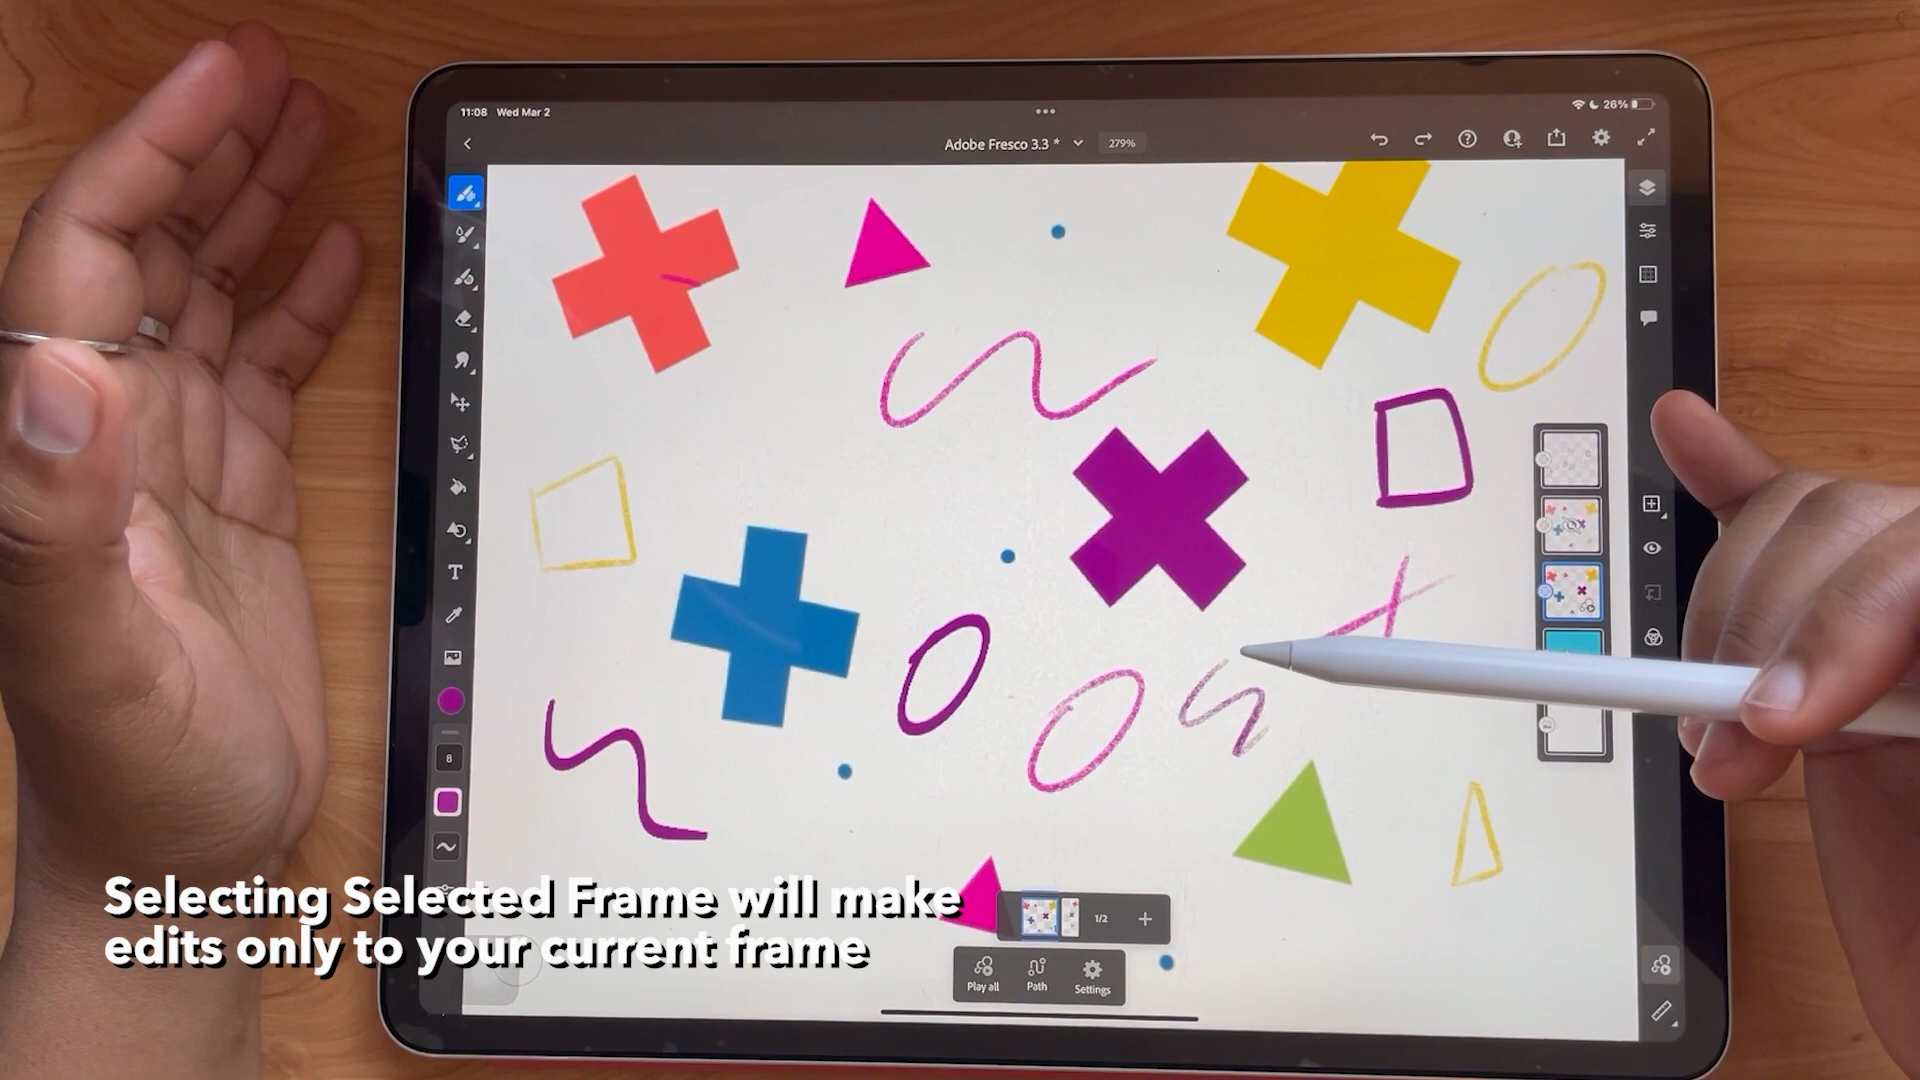 11:08 Wed Mar 2
26%
Adobe Fresco 3.3 *
279%
T
8
1/2
Play all
Path
Settings
Selecting Selected Frame will make
edits only to your current frame